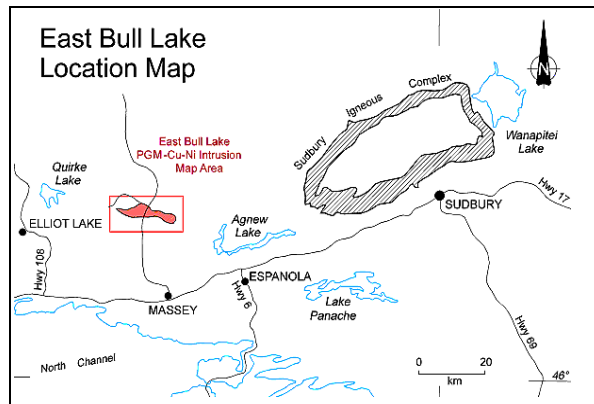 East Bull Lake
Location Map
Sudbury Igneous Complex
N
Wanapitei
Lake
East Bull Lake
PGM-Cu-Ni Intrusion
Map Area
Quirke
Lake
Hwy 17
SUDBURY
Agnew
Lake
ELLIOT LAKE
Hwy 108
ESPANOLA
MASSEY
Hwy 6
Lake
Panache
Hwy 69
North Channel
0 20
km
46°